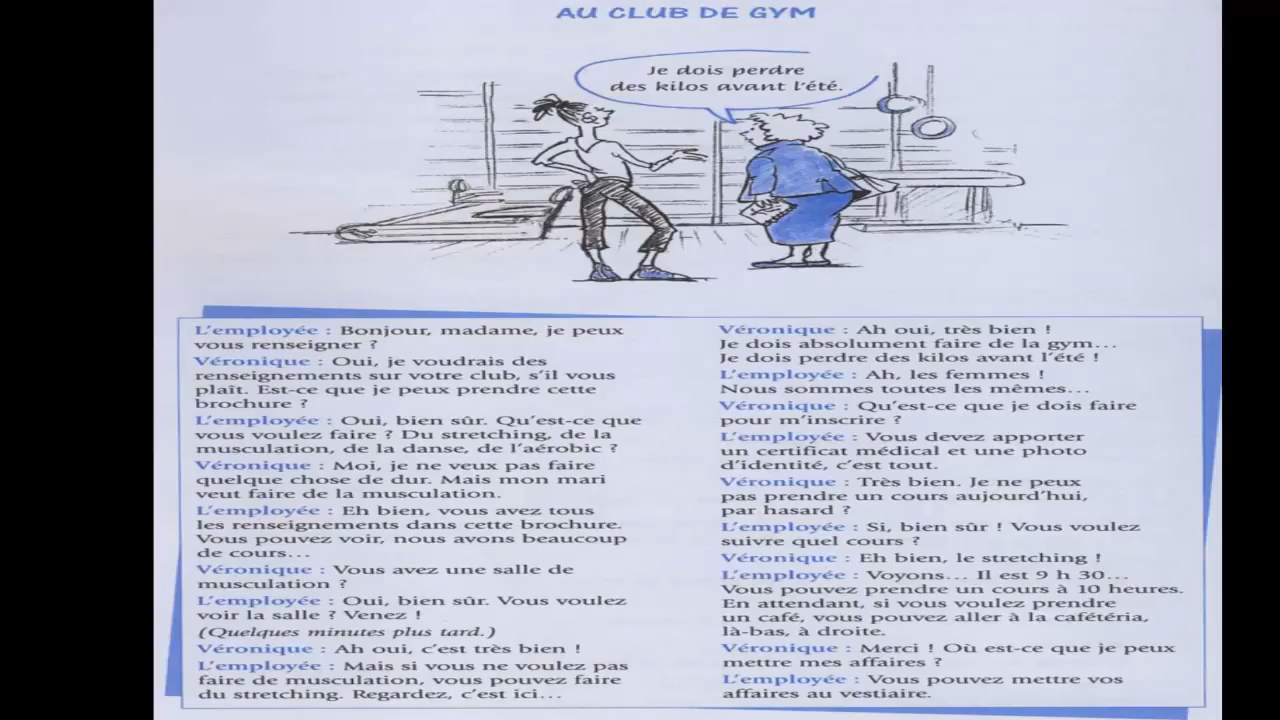 AU CLUB DE GYM
Je dois perdre
des kilos avant l'été.
L'employée : Bonjour, madame, je peux
vous renseigner ?
Véronique : Oui, je voudrais des
renseignements sur votre club, s'il vous
plaît. Est-ce que je peux prendre cette
brochure ?
L'employée : Oui, bien sûr. Qu'est-ce que
vous voulez faire ? Du stretching, de la
musculation, de la danse, de l'aérobic ?
Véronique : Moi, je ne veux pas faire
quelque chose de dur. Mais mon mari
veut faire de la musculation.
L'employée : Eh bien, vous avez tous
les renseignements dans cette brochure.
Vous pouvez voir, nous avons beaucoup
de cours...
Véronique : Vous avez une salle de
musculation ?
L'employée : Oui, bien sûr. Vous voulez
voir la salle ? Venez !
(Quelques minutes plus tard.)
Véronique : Ah oui, c'est très bien !
L'employée : Mais si vous ne voulez pas
faire de musculation, vous pouvez faire
du stretching. Regardez, c'est ici...
Véronique : Ah oui, très bien !
Je dois absolument faire de la gym...
Je dois perdre des kilos avant l'été !
L'employée : Ah, les femmes !
Nous sommes toutes les mêmes...
Véronique : Qu'est-ce que je dois faire
pour m'inscrire ?
L'employée : Vous devez apporter
un certificat médical et une photo
d'identité, c'est tout.
Véronique : Très bien. Je ne peux
pas prendre un cours aujourd'hui,
par hasard ?
L'employée : Si, bien sûr ! Vous voulez
suivre quel cours ?
Véronique : Eh bien, le stretching !
L'employée : Voyons... Il est 9 h 30...
Vous pouvez prendre un cours à 10 heures.
En attendant, si vous voulez prendre
un café, vous pouvez aller à la cafétéria,
là-bas, à droite.
Véronique : Merci ! Où est-ce que je peux
mettre mes affaires ?
L'employée : Vous pouvez mettre vos
affaires au vestiaire.